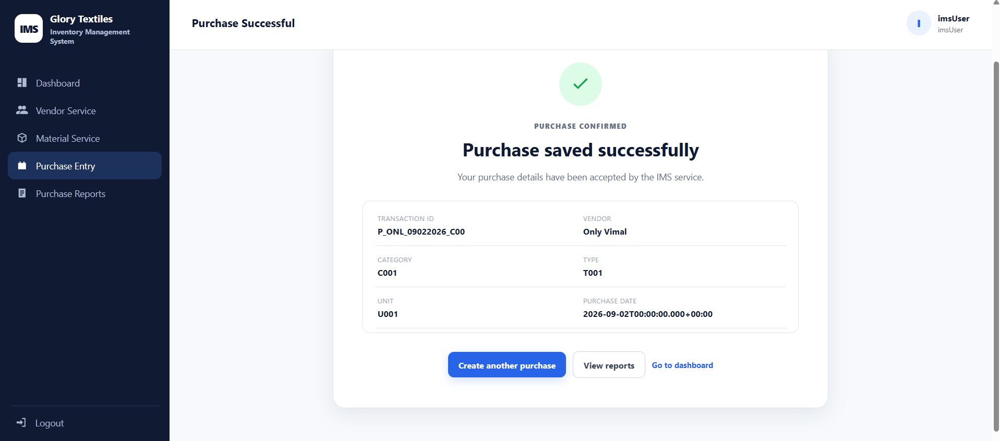 IMS
Glory Textiles
Inventory Management
System
Dashboard
Vendor Service
Material Service
Purchase Entry
Purchase Reports
Logout
Purchase Successful
I
imsUser
imsUser
PURCHASE CONFIRMED
Purchase saved successfully
Your purchase details have been accepted by the IMS service.
TRANSACTION ID
P_ONL_09022026_C00
VENDOR
Only Vimal
CATEGORY
C001
TYPE
T001
UNIT
U001
PURCHASE DATE
2026-09-02T00:00:00.000+00:00
Create another purchase
View reports
Go to dashboard